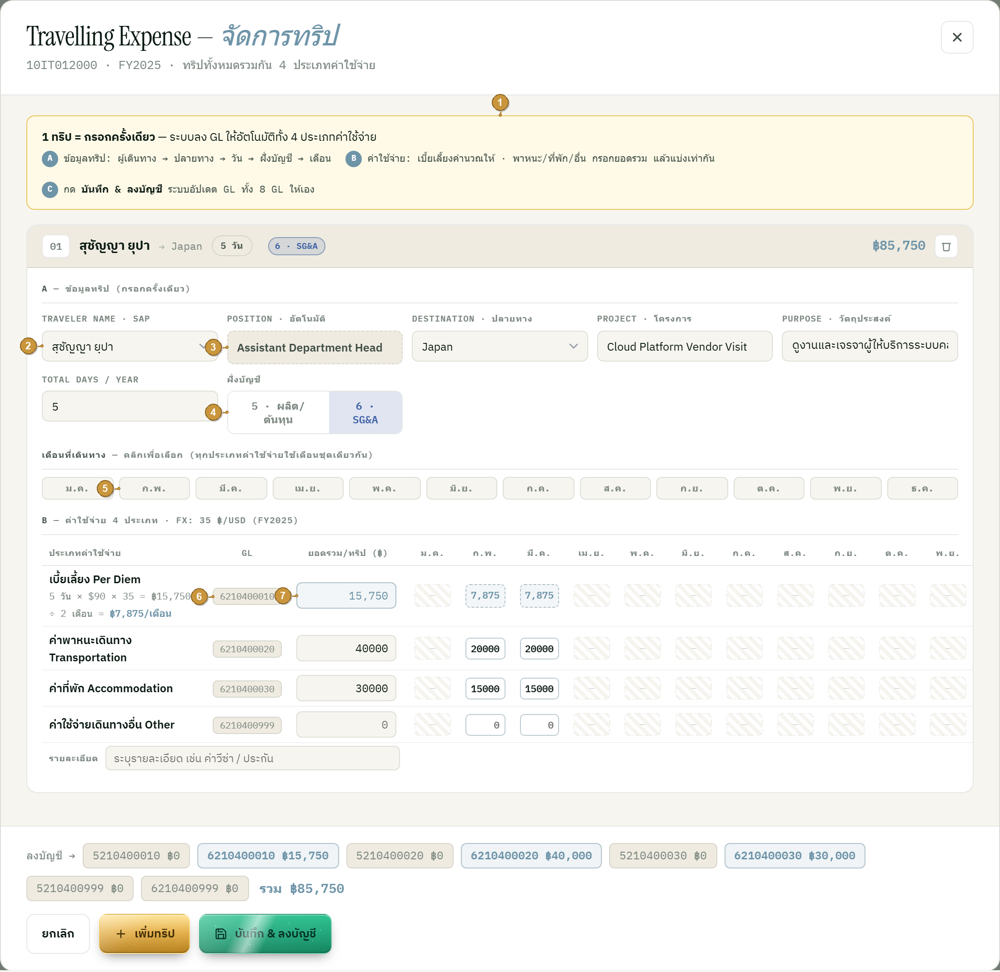 Travelling Expense — จัดการทริป
10IT012000 · FY2025 · ทริปทั้งหมดรวมกัน 4 ประเภทค่าใช้จ่าย
1
1 ทริป = กรอกครั้งเดียว — ระบบลง GL ให้อัตโนมัติทั้ง 4 ประเภทค่าใช้จ่าย
A ข้อมูลทริป: ผู้เดินทาง → ปลายทาง → วัน → ฝั่งบัญชี → เดือน B ค่าใช้จ่าย: เบี้ยเลี้ยงคำนวณให้ · พาหนะ/ที่พัก/อื่น กรอกยอดรวม แล้วแบ่งเท่ากัน
C กด บันทึก & ลงบัญชี ระบบอัปเดต GL ทั้ง 8 GL ให้เอง
01 สุชัญญา ยุปา → Japan 5 วัน 6 · SG&A ฿85,750
A — ข้อมูลทริป (กรอกครั้งเดียว)
TRAVELER NAME · SAP POSITION · อัตโนมัติ DESTINATION · ปลายทาง PROJECT · โครงการ PURPOSE · วัตถุประสงค์
2 สุชัญญา ยุปา 3 Assistant Department Head Japan Cloud Platform Vendor Visit ดูงานและเจรจาผู้ให้บริการระบบค
TOTAL DAYS / YEAR ฝั่งบัญชี
5 4 5 · ผลิต/ต้นทุน 6 · SG&A
เดือนที่เดินทาง — คลิกเพื่อเลือก (ทุกประเภทค่าใช้จ่ายใช้เดือนชุดเดียวกัน)
ม.ค. 5 ก.พ. มี.ค. เม.ย. พ.ค. มิ.ย. ก.ค. ส.ค. ก.ย. ต.ค. พ.ย. ธ.ค.
B — ค่าใช้จ่าย 4 ประเภท · FX: 35 ฿/USD (FY2025)
ประเภทค่าใช้จ่าย GL ยอดรวม/ทริป (฿) ม.ค. ก.พ. มี.ค. เม.ย. พ.ค. มิ.ย. ก.ค. ส.ค. ก.ย. ต.ค. พ.ย.
เบี้ยเลี้ยง Per Diem
5 วัน × $90 × 35 = ฿15,750 6 6210400010 7 15,750 — 7,875 7,875 — — — — — — — —
÷ 2 เดือน = ฿7,875/เดือน
ค่าพาหนะเดินทาง
Transportation 6210400020 40000 — 20000 20000 — — — — — — — —
ค่าที่พัก Accommodation 6210400030 30000 — 15000 15000 — — — — — — — —
ค่าใช้จ่ายเดินทางอื่น Other 6210400999 0 — 0 0 — — — — — — — —
รายละเอียด ระบุรายละเอียด เช่น ค่าวีซ่า / ประกัน
ลงบัญชี → 5210400010 ฿0 6210400010 ฿15,750 5210400020 ฿0 6210400020 ฿40,000 5210400030 ฿0 6210400030 ฿30,000
5210400999 ฿0 6210400999 ฿0 รวม ฿85,750
ยกเลิก + เพิ่มทริป บันทึก & ลงบัญชี